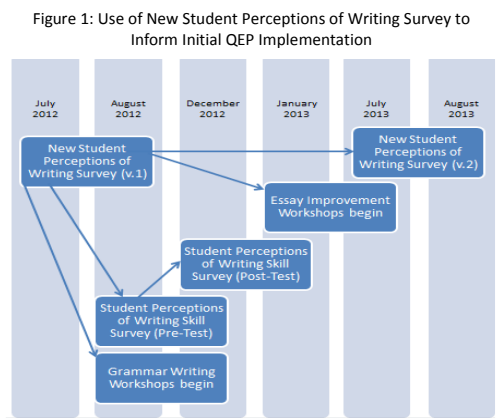 Figure 1: Use of New Student Perceptions of Writing Survey to
Inform Initial QEP Implementation
July
2012
August
2012
December
2012
January
2013
July
2013
August
2013
New Student
Perceptions of
Writing Survey (v.1)
New Student
Perceptions of
Writing Survey (v.2)
Essay Improvement
Workshops begin
Student Perceptions
of Writing Skill
Survey (Post-Test)
Student Perceptions
of Writing Skill
Survey (Pre-Test)
Grammar Writing
Workshops begin